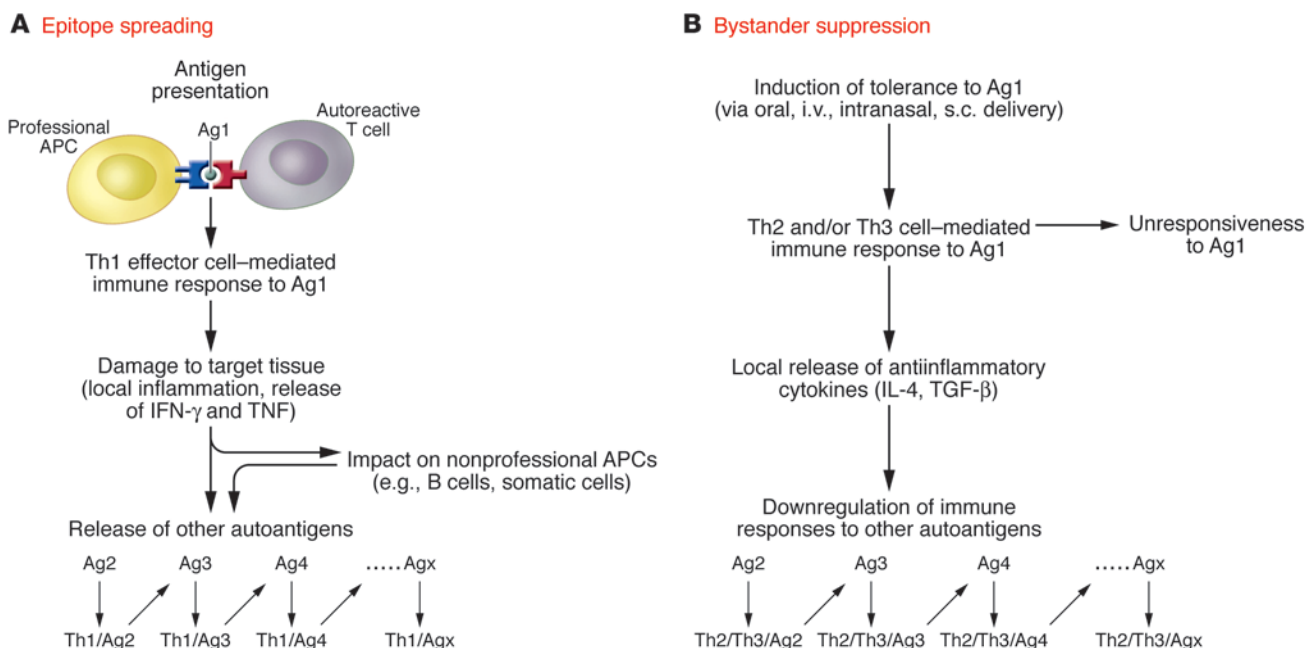 A Epitope spreading
Antigen
presentation
Professional
APC
Ag1
Autoreactive
T cell
Th1 effector cell–mediated
immune response to Ag1
Damage to target tissue
(local inflammation, release
of IFN-γ and TNF)
Impact on nonprofessional APCs
(e.g., B cells, somatic cells)
Release of other autoantigens
Ag2 Ag3 Ag4 .....Agx
Th1/Ag2 Th1/Ag3 Th1/Ag4 Th1/Agx
B Bystander suppression
Induction of tolerance to Ag1
(via oral, i.v., intranasal, s.c. delivery)
Th2 and/or Th3 cell–mediated
immune response to Ag1
Unresponsiveness
to Ag1
Local release of antiinflammatory
cytokines (IL-4, TGF-β)
Downregulation of immune
responses to other autoantigens
Ag2 Ag3 Ag4 .....Agx
Th2/Th3/Ag2 Th2/Th3/Ag3 Th2/Th3/Ag4 Th2/Th3/Agx